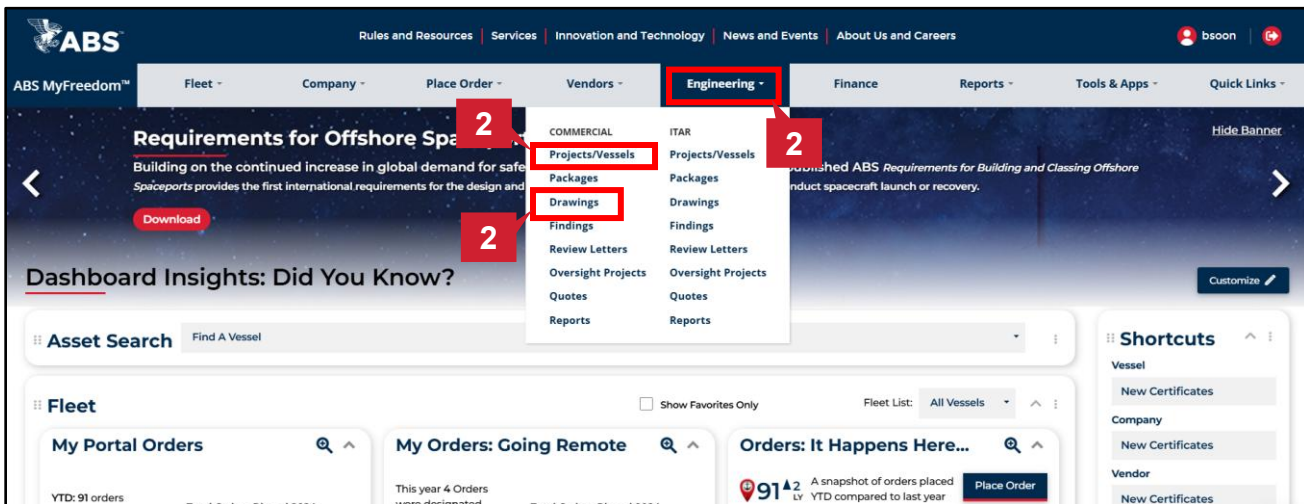 ABS
Rules and Resources | Services | Innovation and Technology | News and Events | About Us and Careers
bsoon
ABS MyFreedom™ Fleet Company Place Order Vendors Engineering Finance Reports Tools & Apps Quick Links
2
2
Requirements for Offshore
Hide Banner
Building on the continued increase in global demand for safe
ABS Requirements for Building and Classing Offshore
Spaceports provides the first international requirements for the design and
spacecraft launch or recovery.
Download
COMMERCIAL
Projects/Vessels
Packages
Drawings
2
Findings
Review Letters
Oversight Projects
Quotes
Reports
ITAR
Projects/Vessels
Packages
Drawings
Findings
Review Letters
Oversight Projects
Quotes
Reports
Dashboard Insights: Did You Know?
Customize
Asset Search Find A Vessel
Fleet
Show Favorites Only
Fleet List: All Vessels
My Portal Orders
YTD: 91 orders
My Orders: Going Remote
This year 4 Orders
Orders: It Happens Here...
91 2 LY
A snapshot of orders placed
YTD compared to last year
Place Order
Shortcuts
Vessel
New Certificates
Company
New Certificates
Vendor
New Certificates